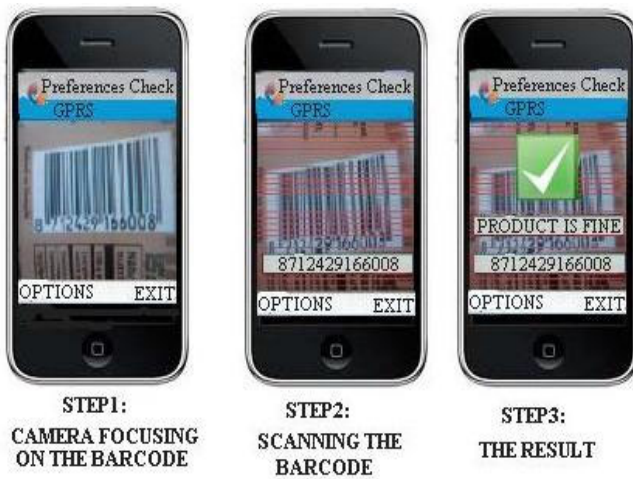 Preferences Check
GPRS
8712429166008
OPTIONS EXIT
STEP1:
CAMERA FOCUSING
ON THE BARCODE
Preferences Check
GPRS
8712429166008
OPTIONS EXIT
STEP2:
SCANNING THE
BARCODE
Preferences Check
GPRS
PRODUCT IS FINE
8712429166008
OPTIONS EXIT
STEP3:
THE RESULT